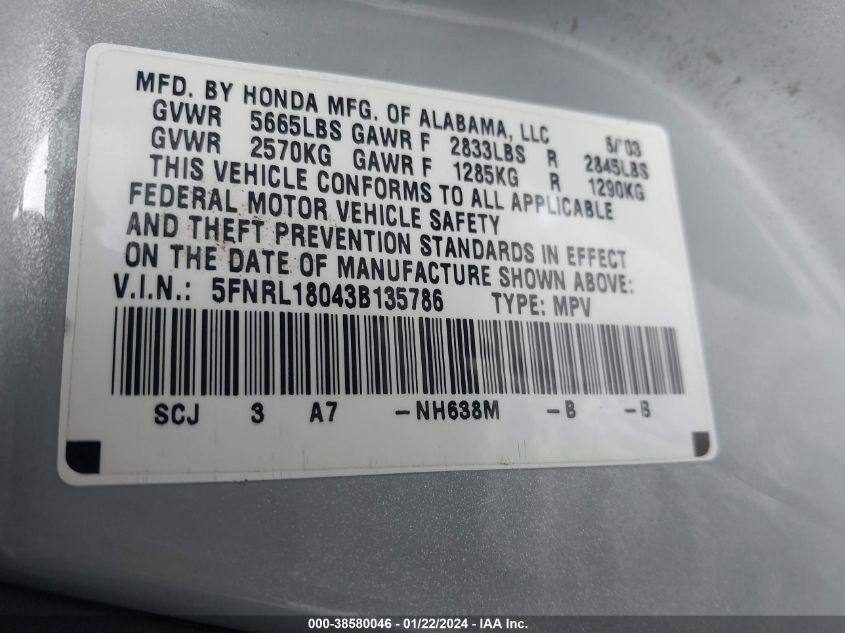 MFD. BY HONDA MFG. OF ALABAMA, LLC 6/'03
GVWR 5665LBS GAWR F 2833LBS R 2845LBS
GVWR 2570KG GAWR F 1285KG R 1290KG
THIS VEHICLE CONFORMS TO ALL APPLICABLE
FEDERAL MOTOR VEHICLE SAFETY
AND THEFT PREVENTION STANDARDS IN EFFECT
ON THE DATE OF MANUFACTURE SHOWN ABOVE:
V.I.N.: 5FNRL18043B135786 TYPE: MPV
SCJ 3 A7 -NH638M -B -B
000-38580046 - 01/22/2024 - IAA Inc.